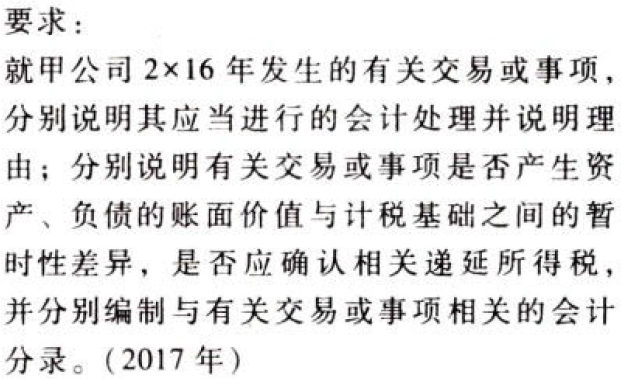 要求：
就甲公司 2×16 年发生的有关交易或事项，
分别说明其应当进行的会计处理并说明理
由；分别说明有关交易或事项是否产生资
产、负债的账面价值与计税基础之间的暂
时性差异，是否应确认相关递延所得税，
并分别编制与有关交易或事项相关的会计
分录。(2017 年)